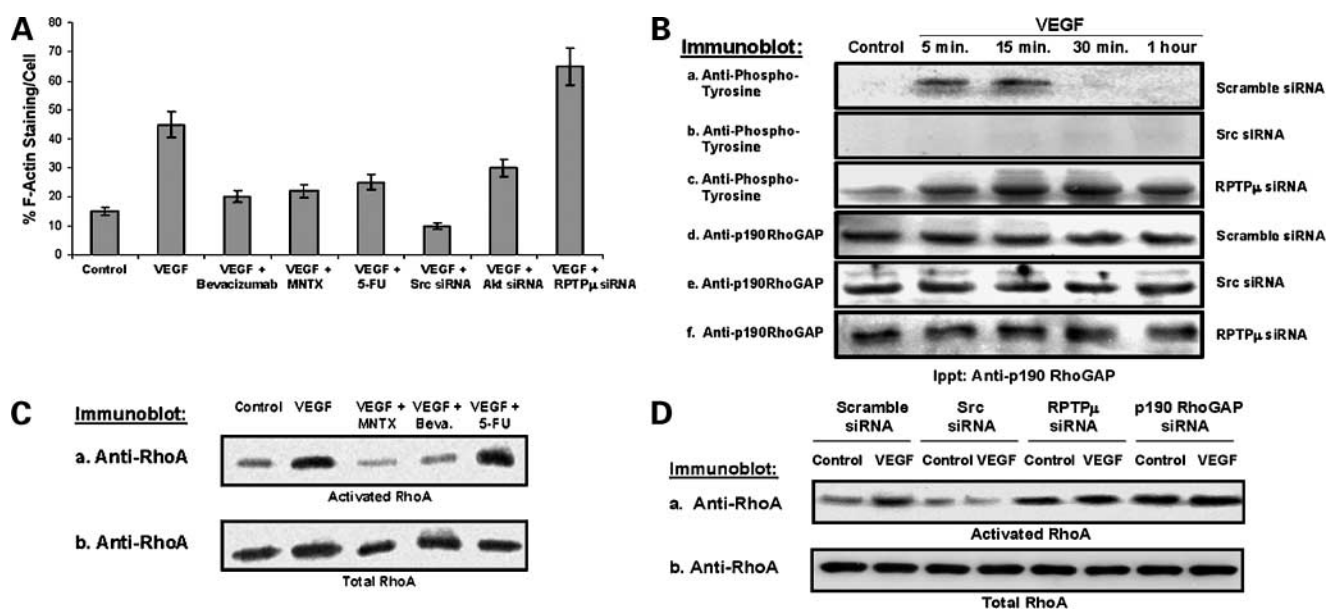 A
% F-Actin Staining/Cell
80
70
60
50
40
30
20
10
0
Control
VEGF
VEGF +
Bevacizumab
VEGF +
MNTX
VEGF +
5-FU
VEGF +
Src siRNA
VEGF +
Akt siRNA
VEGF +
RPTPμ siRNA
B
VEGF
Immunoblot:
Control
5 min.
15 min.
30 min.
1 hour
a. Anti-Phospho-
Tyrosine
Scramble siRNA
b. Anti-Phospho-
Tyrosine
Src siRNA
c. Anti-Phospho-
Tyrosine
RPTPμ siRNA
d. Anti-p190RhoGAP
Scramble siRNA
e. Anti-p190RhoGAP
Src siRNA
f. Anti-p190RhoGAP
RPTPμ siRNA
Ippt: Anti-p190 RhoGAP
C
Immunoblot:
Control
VEGF
VEGF +
MNTX
VEGF +
Beva.
VEGF +
5-FU
a. Anti-RhoA
Activated RhoA
b. Anti-RhoA
Total RhoA
D
Scramble
siRNA
Src
siRNA
RPTPμ
siRNA
p190 RhoGAP
siRNA
Immunoblot:
Control VEGF Control VEGF Control VEGF Control VEGF
a. Anti-RhoA
Activated RhoA
b. Anti-RhoA
Total RhoA